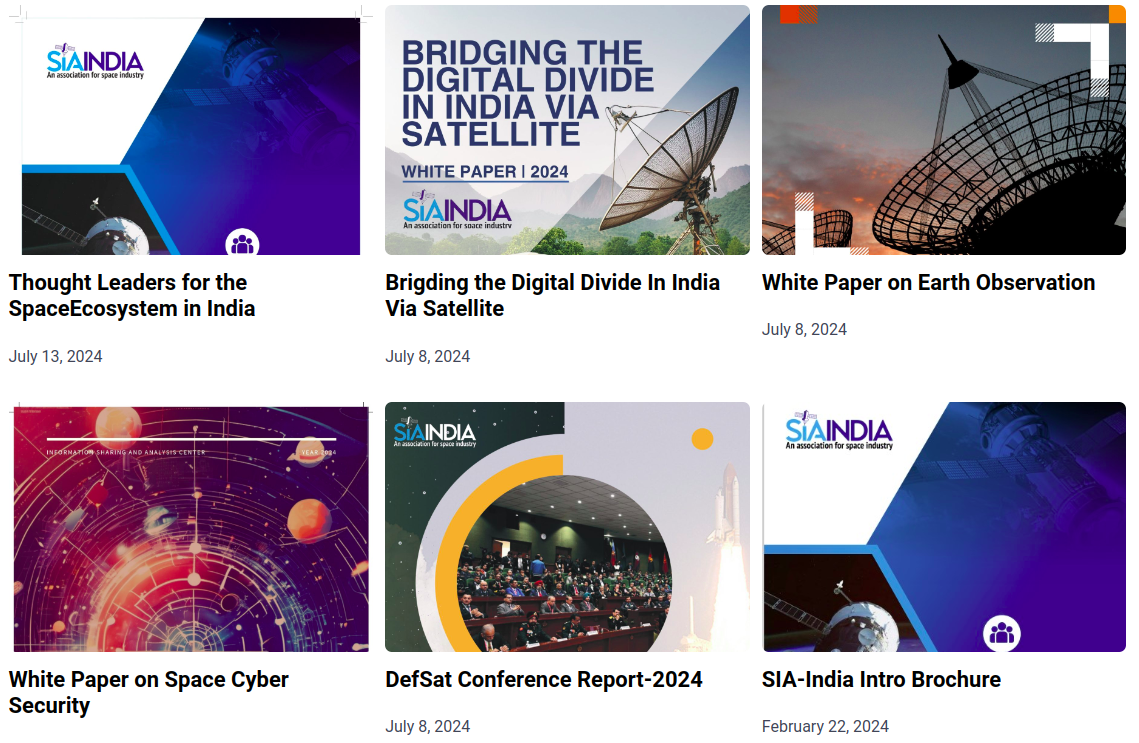 SIAINDIA
An association for space industry
Thought Leaders for the
SpaceEcosystem in India
July 13, 2024
BRIDGING THE
DIGITAL DIVIDE
IN INDIA VIA
SATELLITE
WHITE PAPER | 2024
SIAINDIA
An association for space industry
Brigding the Digital Divide In India
Via Satellite
July 8, 2024
White Paper on Earth Observation
July 8, 2024
INFORMATION SHARING AND ANALYSIS CENTER
YEAR 2024
White Paper on Space Cyber
Security
SIAINDIA
An association for space industry
DefSat Conference Report-2024
July 8, 2024
SIAINDIA
An association for space industry
SIA-India Intro Brochure
February 22, 2024